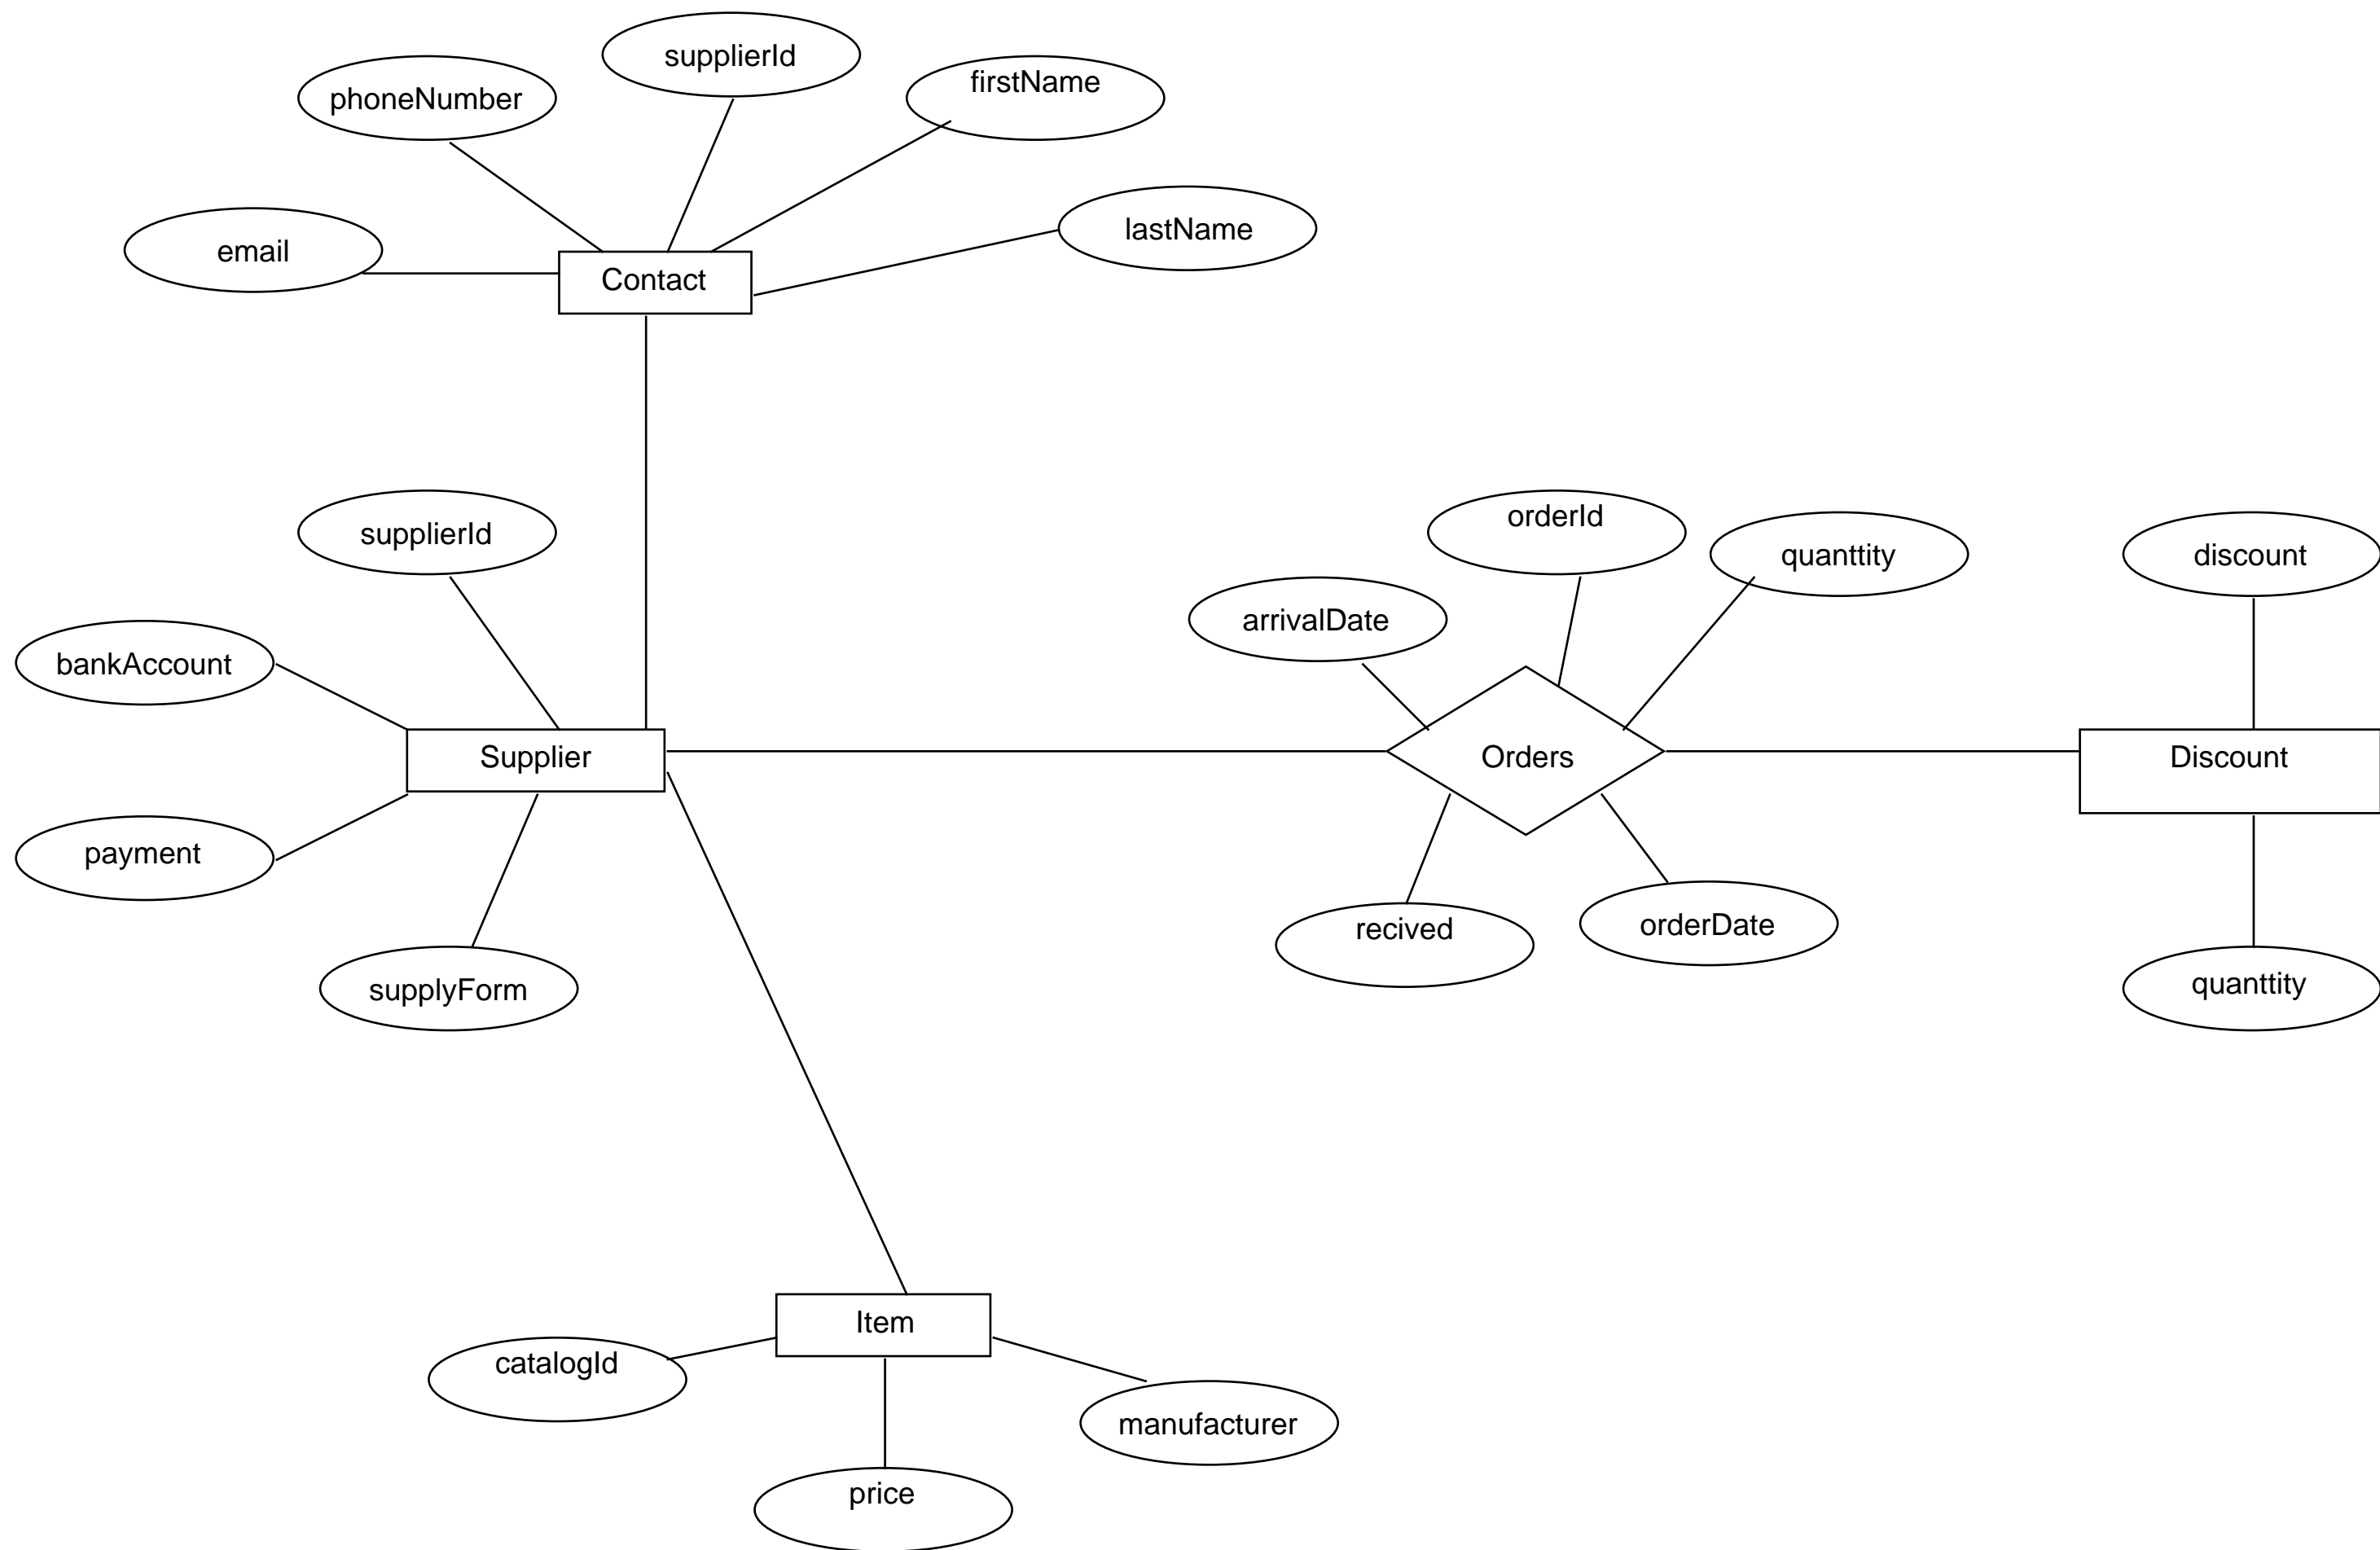 supplierId
firstName
phoneNumber
lastName
email
Contact
orderId
supplierId
quanttity
discount
arrivalDate
bankAccount
Supplier
Orders
Discount
payment
recived
orderDate
supplyForm
quanttity
Item
catalogId
manufacturer
price